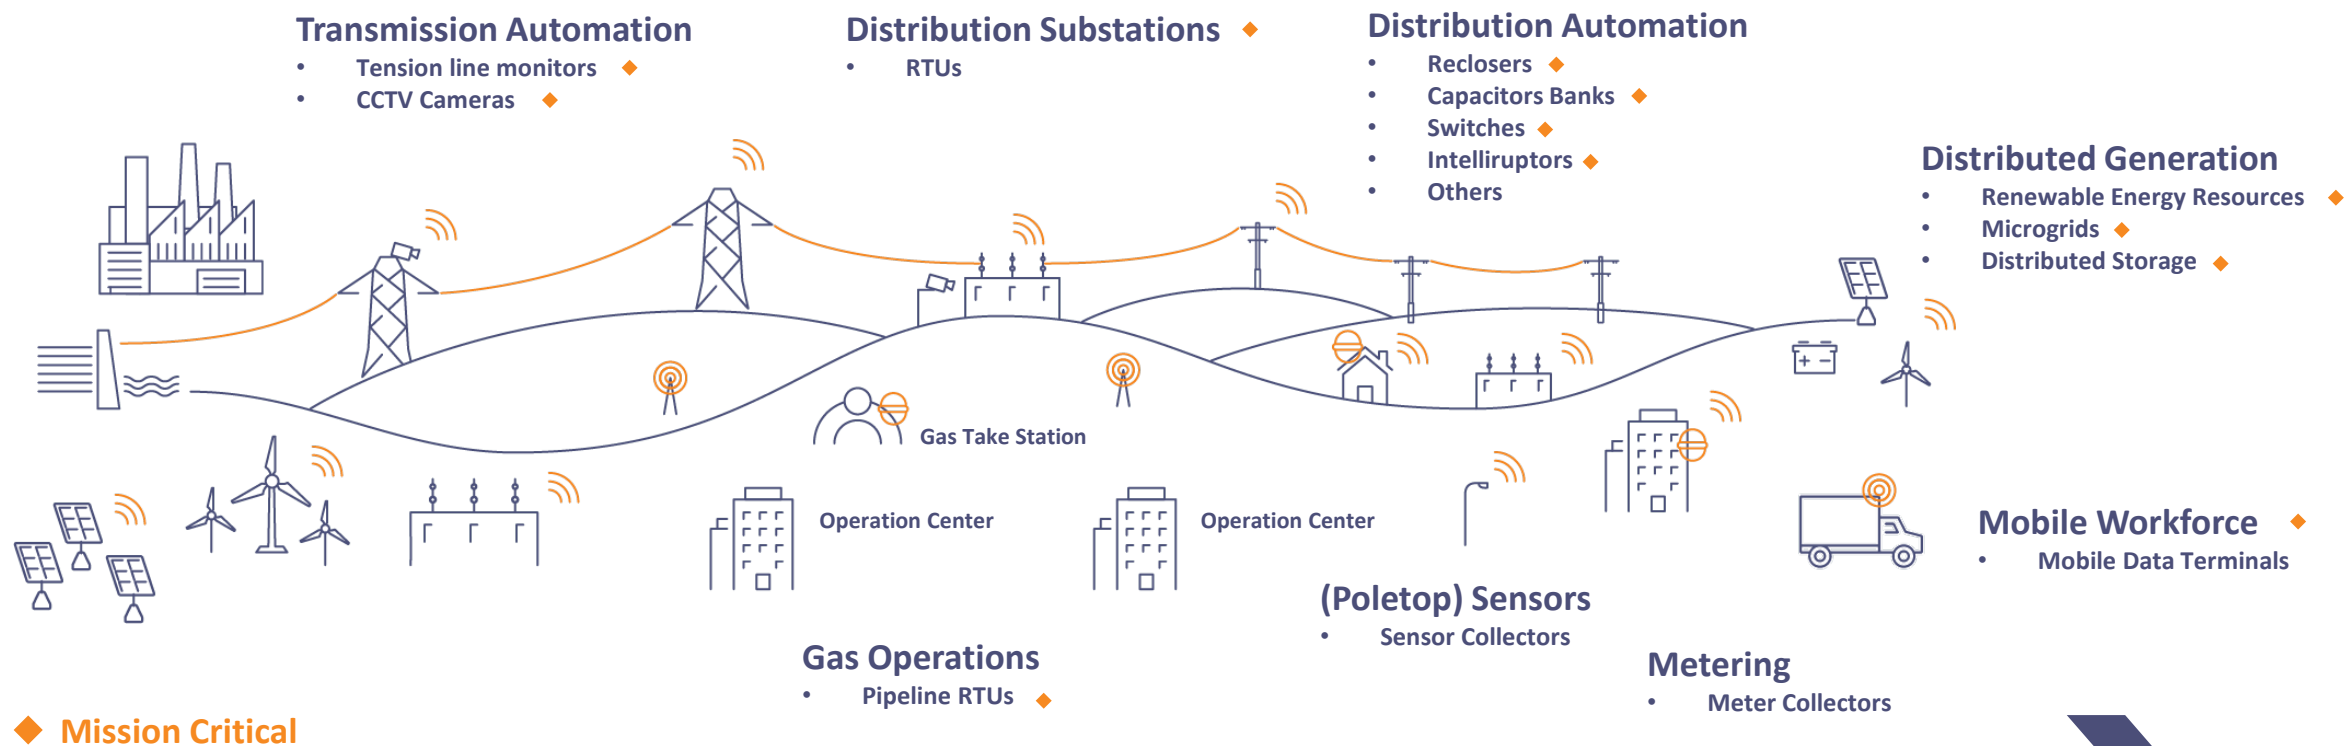 Transmission Automation
• Tension line monitors
• CCTV Cameras
Distribution Substations
• RTUs
Distribution Automation
• Reclosers
• Capacitors Banks
• Switches
• Intelliruptors
• Others
Distributed Generation
• Renewable Energy Resources
• Microgrids
• Distributed Storage
Gas Take Station
Operation Center
Operation Center
Mobile Workforce
• Mobile Data Terminals
(Poletop) Sensors
• Sensor Collectors
Gas Operations
• Pipeline RTUs
Metering
• Meter Collectors
Mission Critical